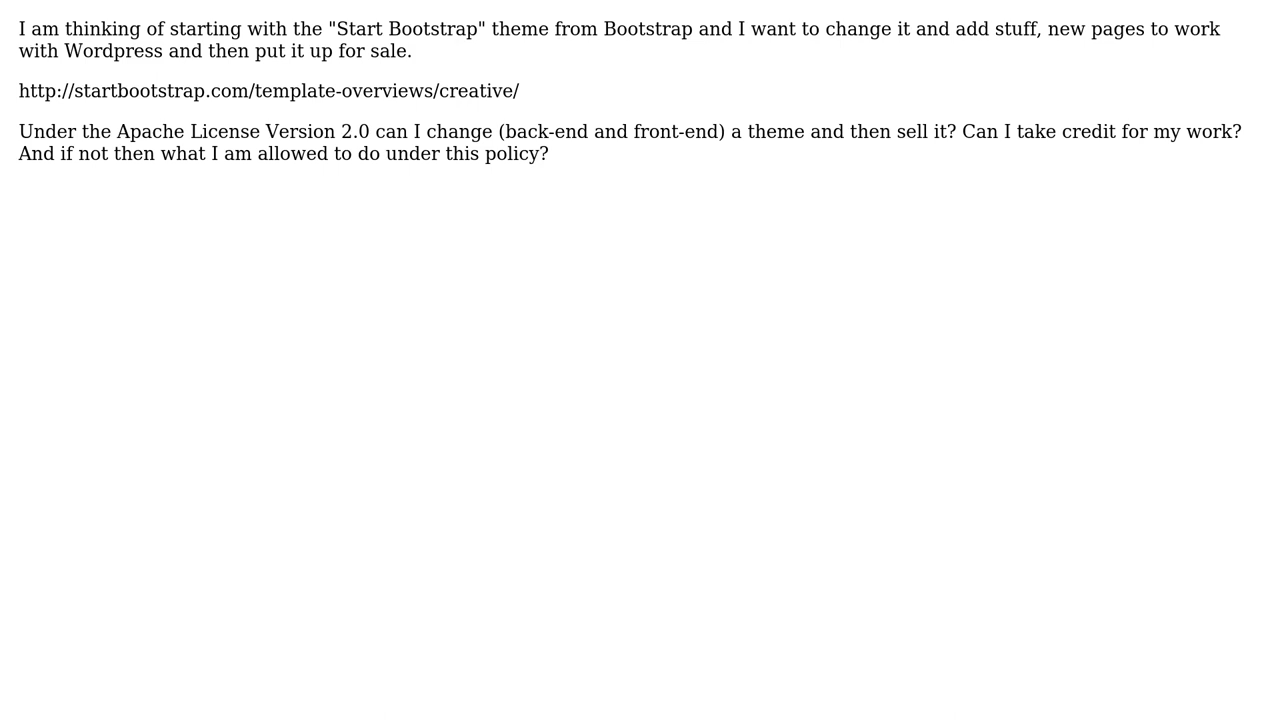 I am thinking of starting with the "Start Bootstrap" theme from Bootstrap and I want to change it and add stuff, new pages to work
with Wordpress and then put it up for sale.
http://startbootstrap.com/template-overviews/creative/
Under the Apache License Version 2.0 can I change (back-end and front-end) a theme and then sell it? Can I take credit for my work?
And if not then what I am allowed to do under this policy?